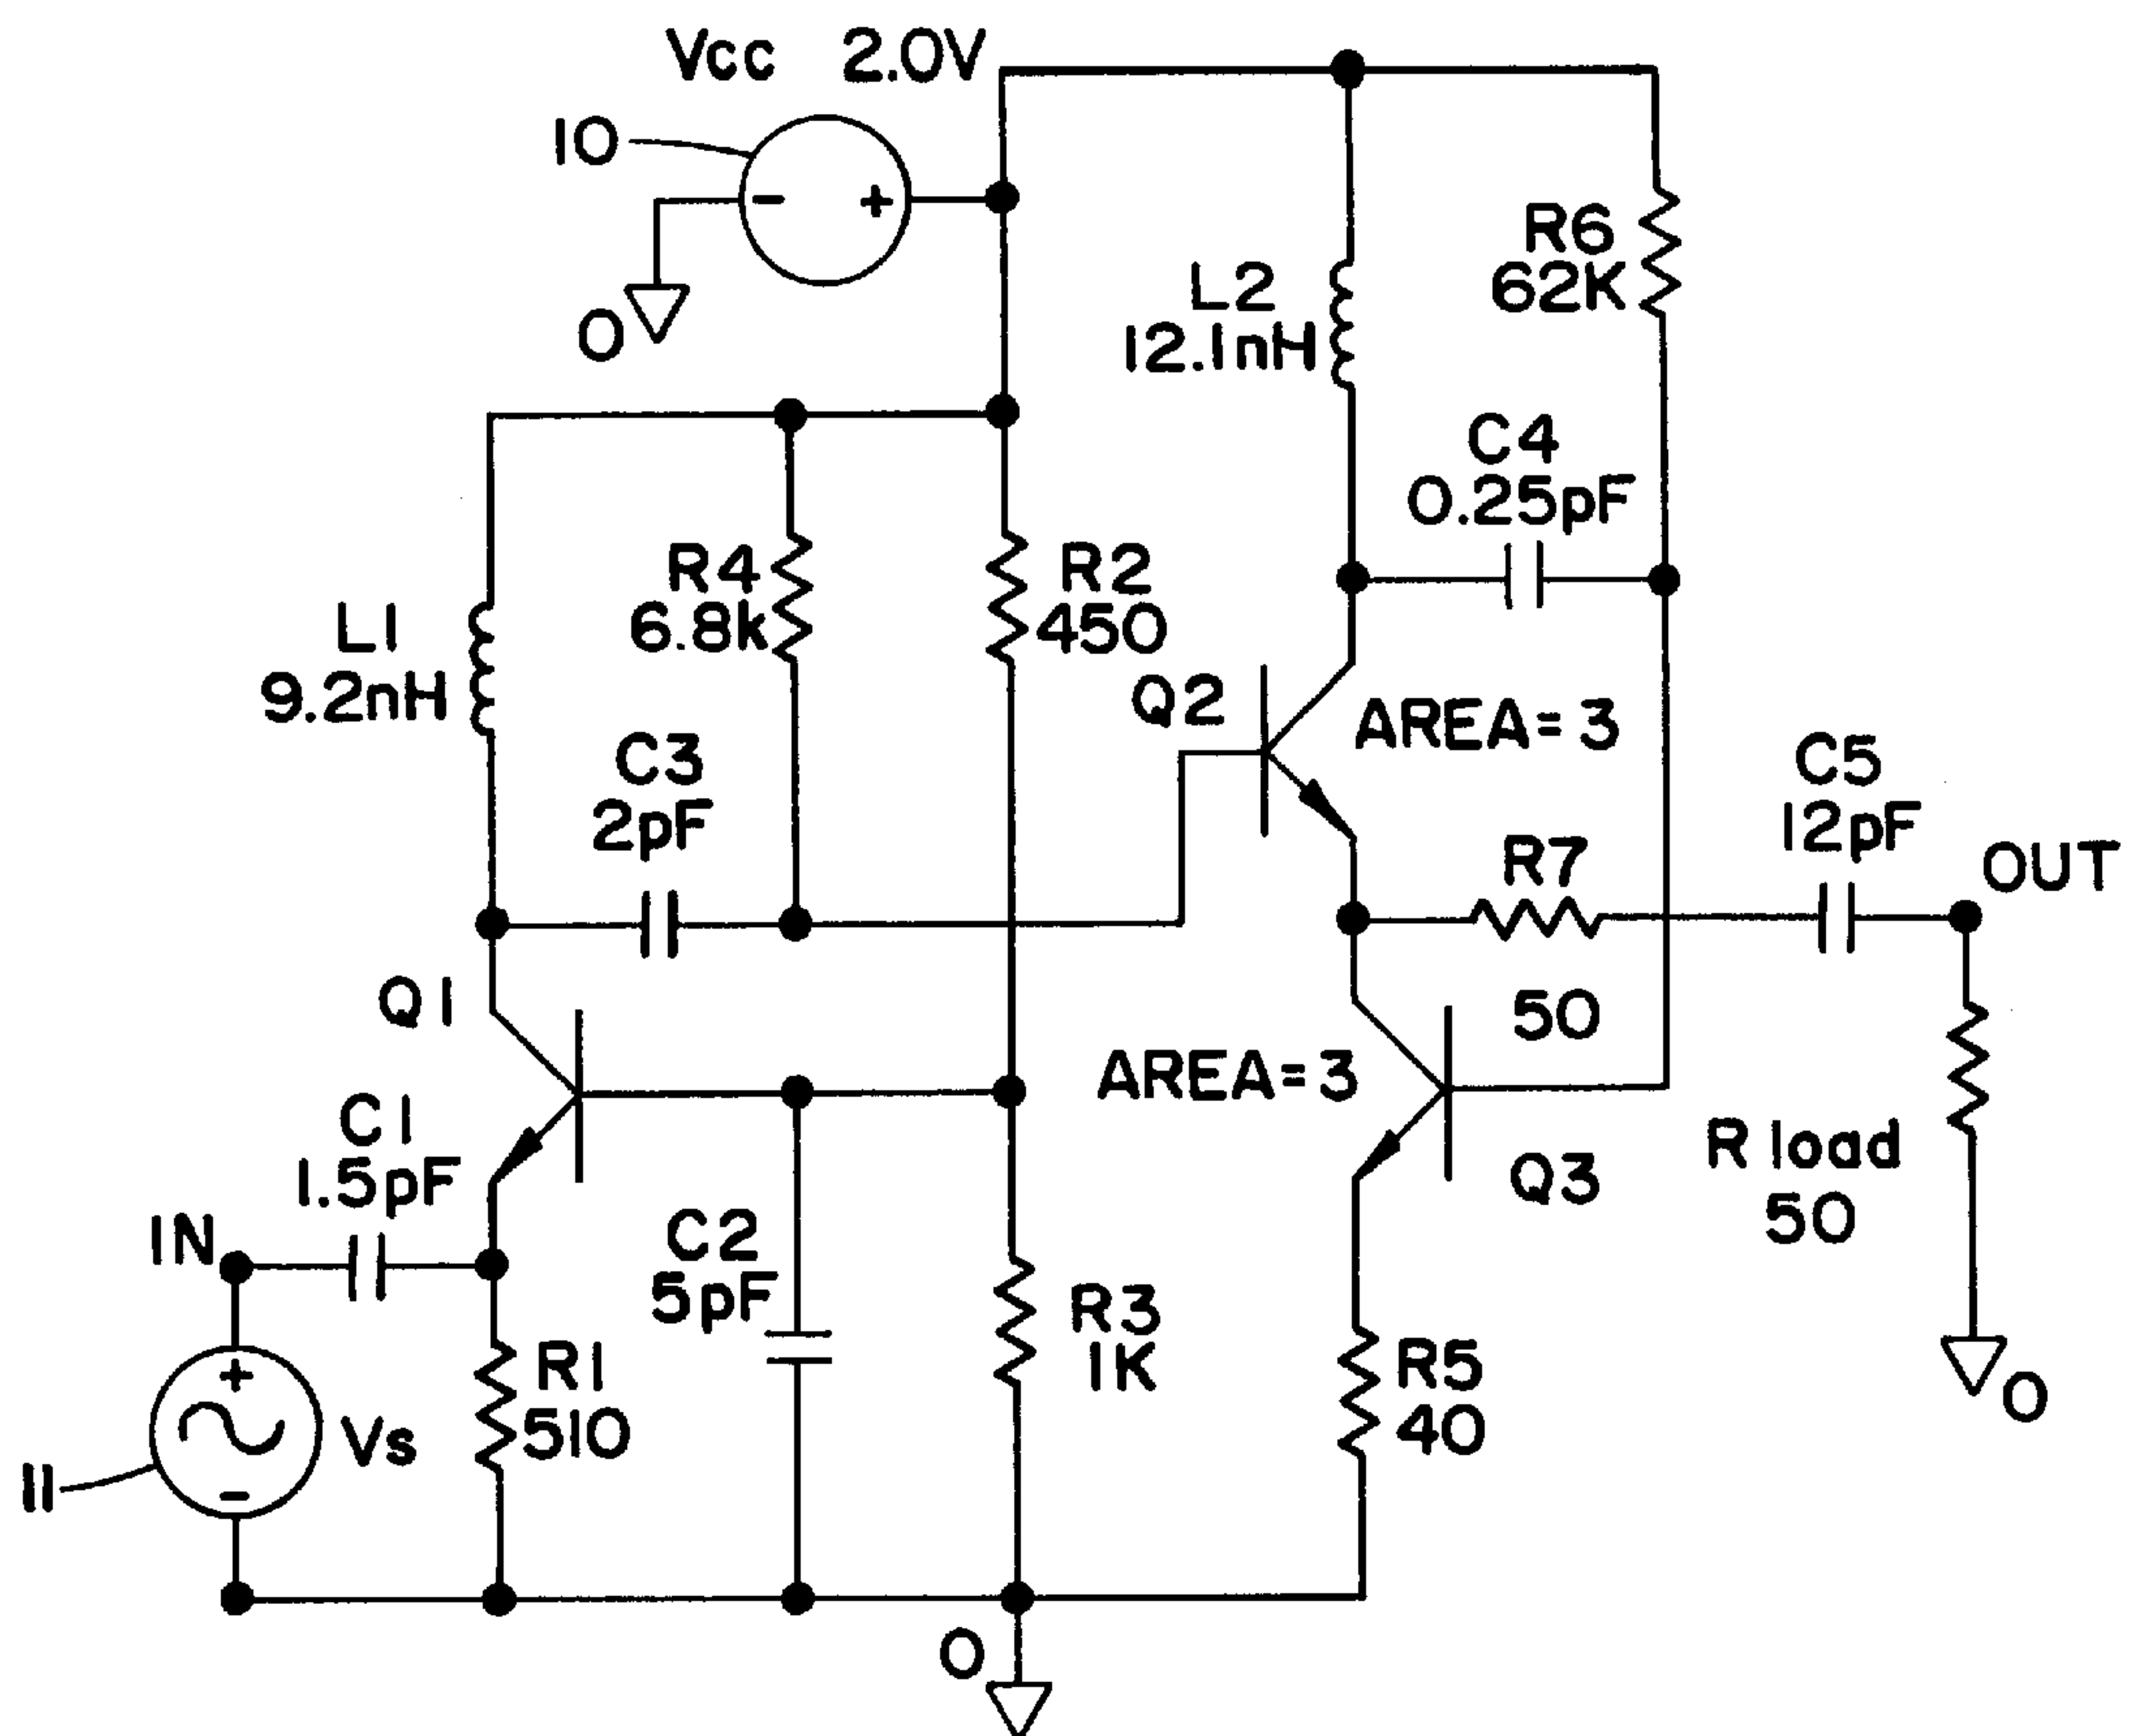 Vcc 2.0V
10
R6
62K
L2
12.1nH
0
C4
0.25pF
R4
6.8k
R2
450
L1
9.2nH
Q2
AREA=3
C3
2pF
C5
12pF
R7
OUT
Q1
50
AREA=3
C1
1.5pF
R load
50
Q3
IN
C2
5pF
R3
1K
R1
510
R5
40
0
Vs
11
0